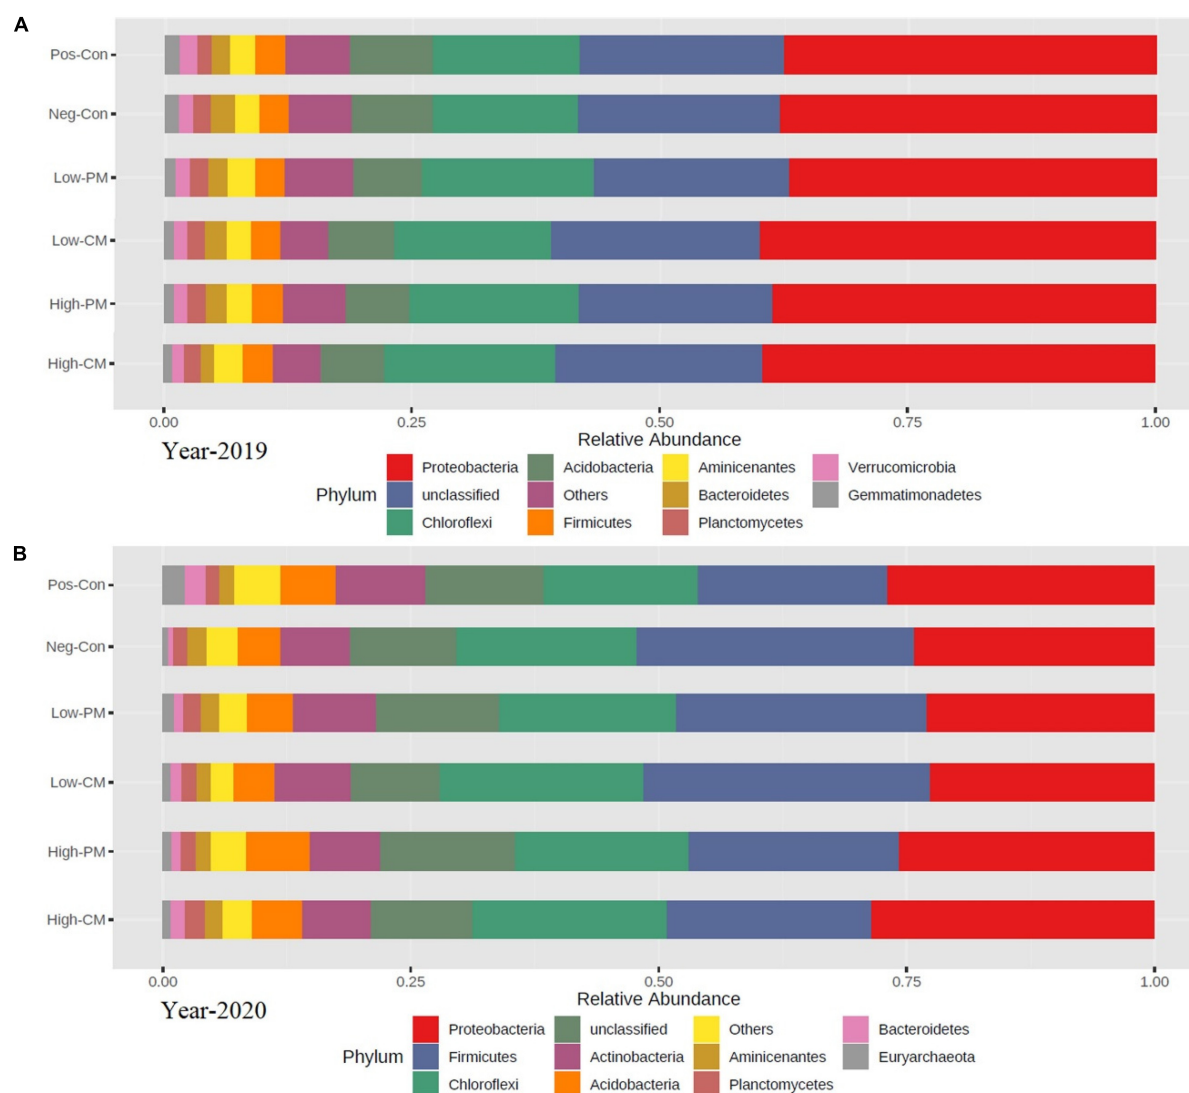 A
Pos-Con
Neg-Con
Low-PM
Low-CM
High-PM
High-CM
0.00 0.25 0.50 0.75 1.00
Relative Abundance
Year-2019
Phylum
Proteobacteria Acidobacteria Aminicenantes Verrucomicrobia
unclassified Others Bacteroidetes Gemmatimonadetes
Chloroflexi Firmicutes Planctomycetes
B
Pos-Con
Neg-Con
Low-PM
Low-CM
High-PM
High-CM
0.00 0.25 0.50 0.75 1.00
Relative Abundance
Year-2020
Phylum
Proteobacteria unclassified Others Bacteroidetes
Firmicutes Actinobacteria Aminicenantes Euryarchaeota
Chloroflexi Acidobacteria Planctomycetes